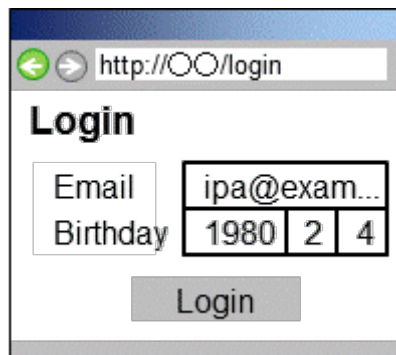 http://〇〇/login
Login
Email ipa@exam...
Birthday 1980 2 4
Login